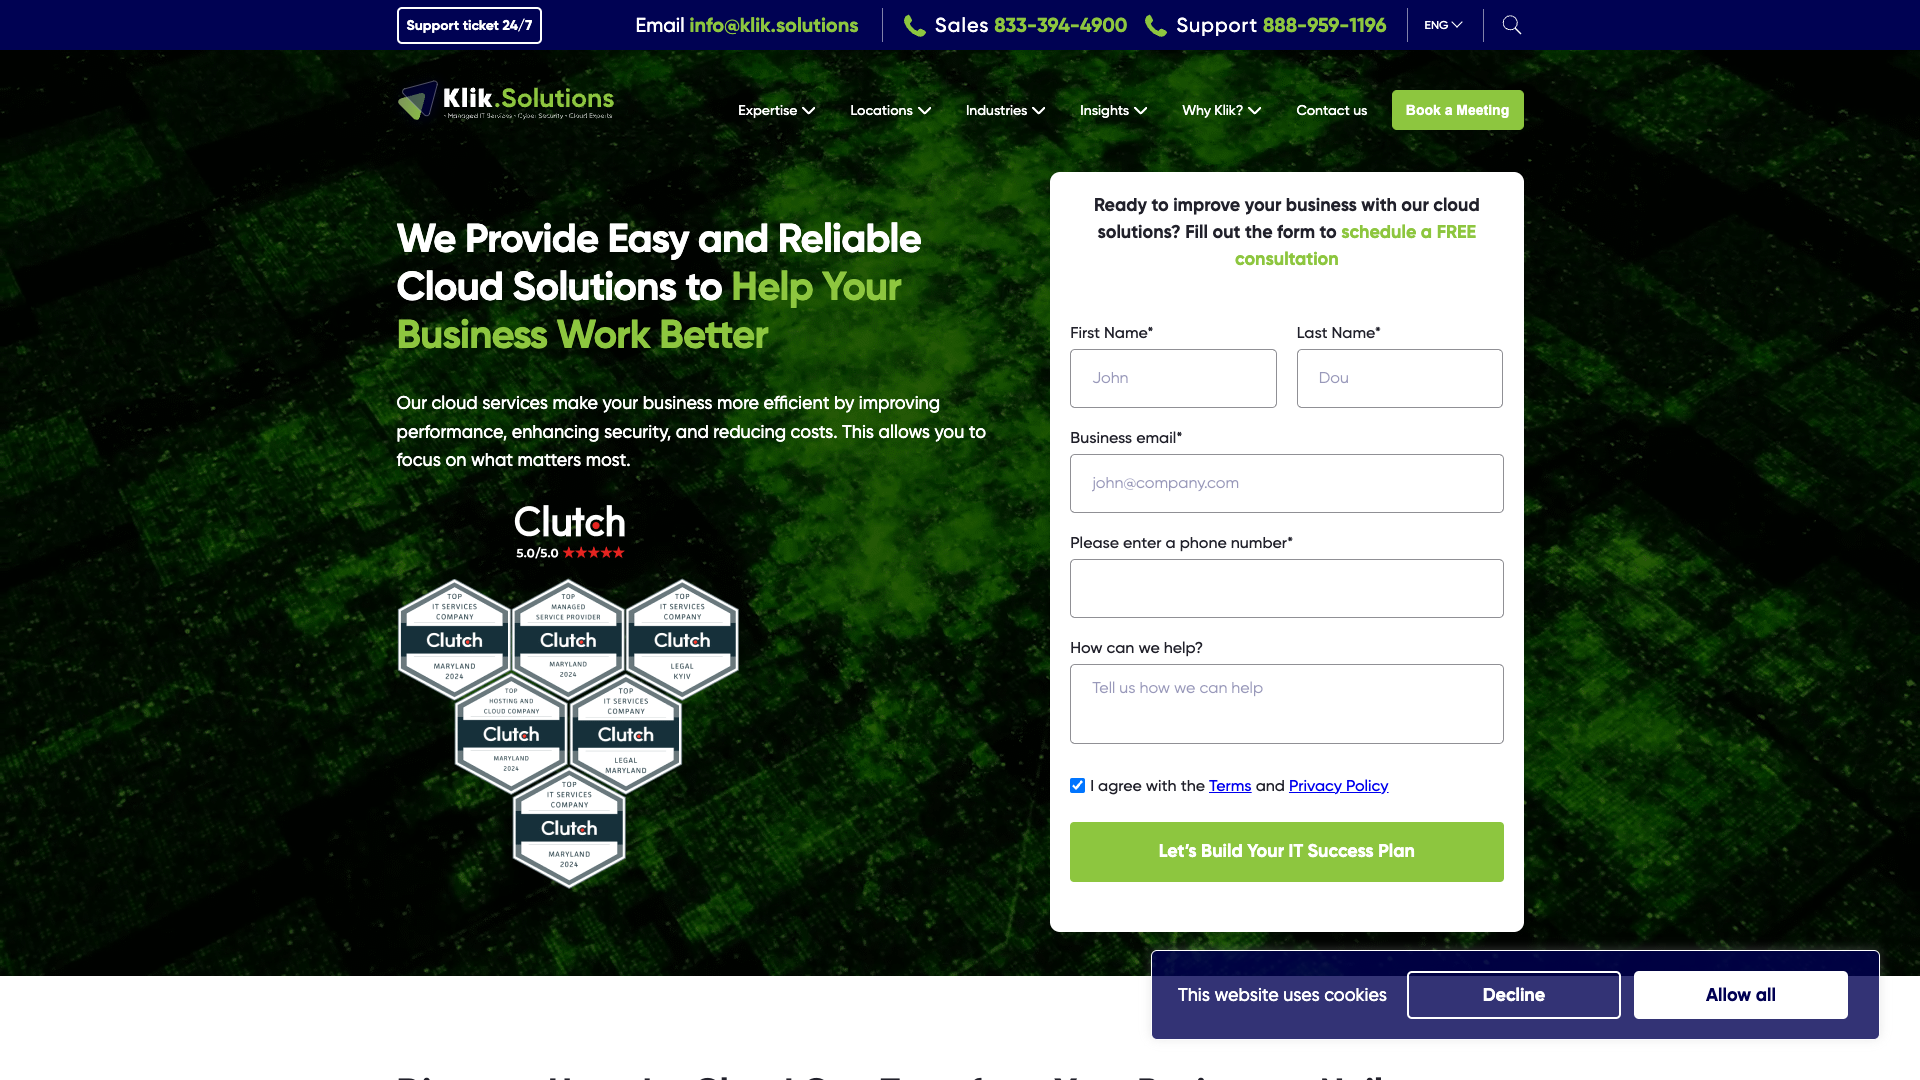 Support ticket 24/7
Email info@klik.solutions
Sales 833-394-4900
Support 888-959-1196
ENG
Klik.Solutions
- Managed IT Services - Cyber Security - Cloud Experts
Expertise
Locations
Industries
Insights
Why Klik?
Contact us
Book a Meeting
We Provide Easy and Reliable
Cloud Solutions to Help Your
Business Work Better
Our cloud services make your business more efficient by improving
performance, enhancing security, and reducing costs. This allows you to
focus on what matters most.
Clutch
5.0/5.0
TOP
IT SERVICES
COMPANY
Clutch
MARYLAND
2024
TOP
MANAGED
SERVICE PROVIDER
Clutch
MARYLAND
2024
TOP
IT SERVICES
COMPANY
Clutch
LEGAL
KYIV
TOP
HOSTING AND
CLOUD COMPANY
Clutch
MARYLAND
2024
TOP
IT SERVICES
COMPANY
Clutch
LEGAL
MARYLAND
TOP
IT SERVICES
COMPANY
Clutch
MARYLAND
2024
Ready to improve your business with our cloud
solutions? Fill out the form to schedule a FREE
consultation
First Name*
Last Name*
John
Dou
Business email*
john@company.com
Please enter a phone number*
How can we help?
Tell us how we can help
I agree with the Terms and Privacy Policy
Let's Build Your IT Success Plan
This website uses cookies
Decline
Allow all